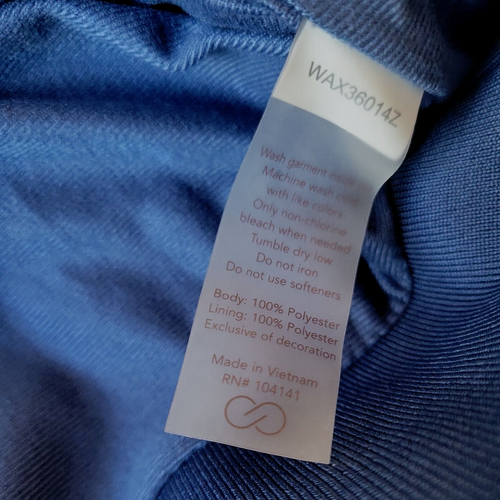 WAX36014Z
Wash garment inside
Machine wash cold
with like colors
Only non-chlorine
bleach when needed
Tumble dry low
Do not iron
Do not use softeners
Body: 100% Polyester
Lining: 100% Polyester
Exclusive of decoration
Made in Vietnam
RN# 104141